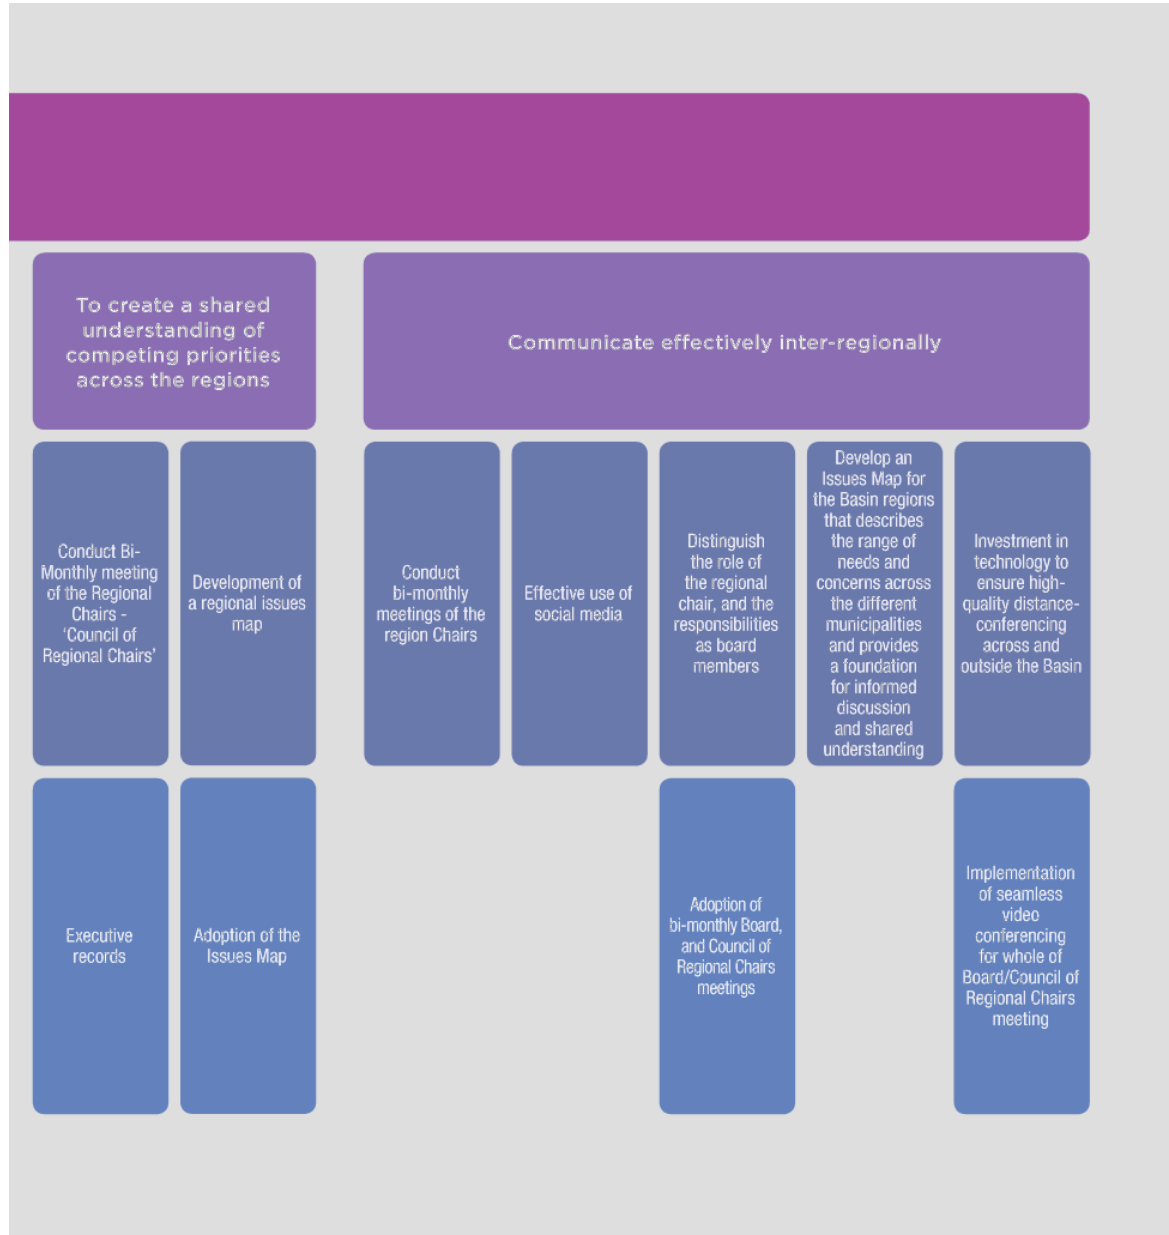 To create a shared
understanding of
competing priorities
across the regions
Communicate effectively inter-regionally
Conduct Bi-
Monthly meeting
of the Regional
Chairs -
‘Council of
Regional Chairs’
Development of
a regional issues
map
Conduct
bi-monthly
meetings of the
region Chairs
Effective use of
social media
Distinguish
the role of
the regional
chair, and the
responsibilities
as board
members
Develop an
Issues Map for
the Basin regions
that describes
the range of
needs and
concerns across
the different
municipalities
and provides
a foundation
for informed
discussion
and shared
understanding
Investment in
technology to
ensure high-
quality distance-
conferencing
across and
outside the Basin
Executive
records
Adoption of the
Issues Map
Adoption of
bi-monthly Board,
and Council of
Regional Chairs
meetings
Implementation
of seamless
video
conferencing
for whole of
Board/Council of
Regional Chairs
meeting